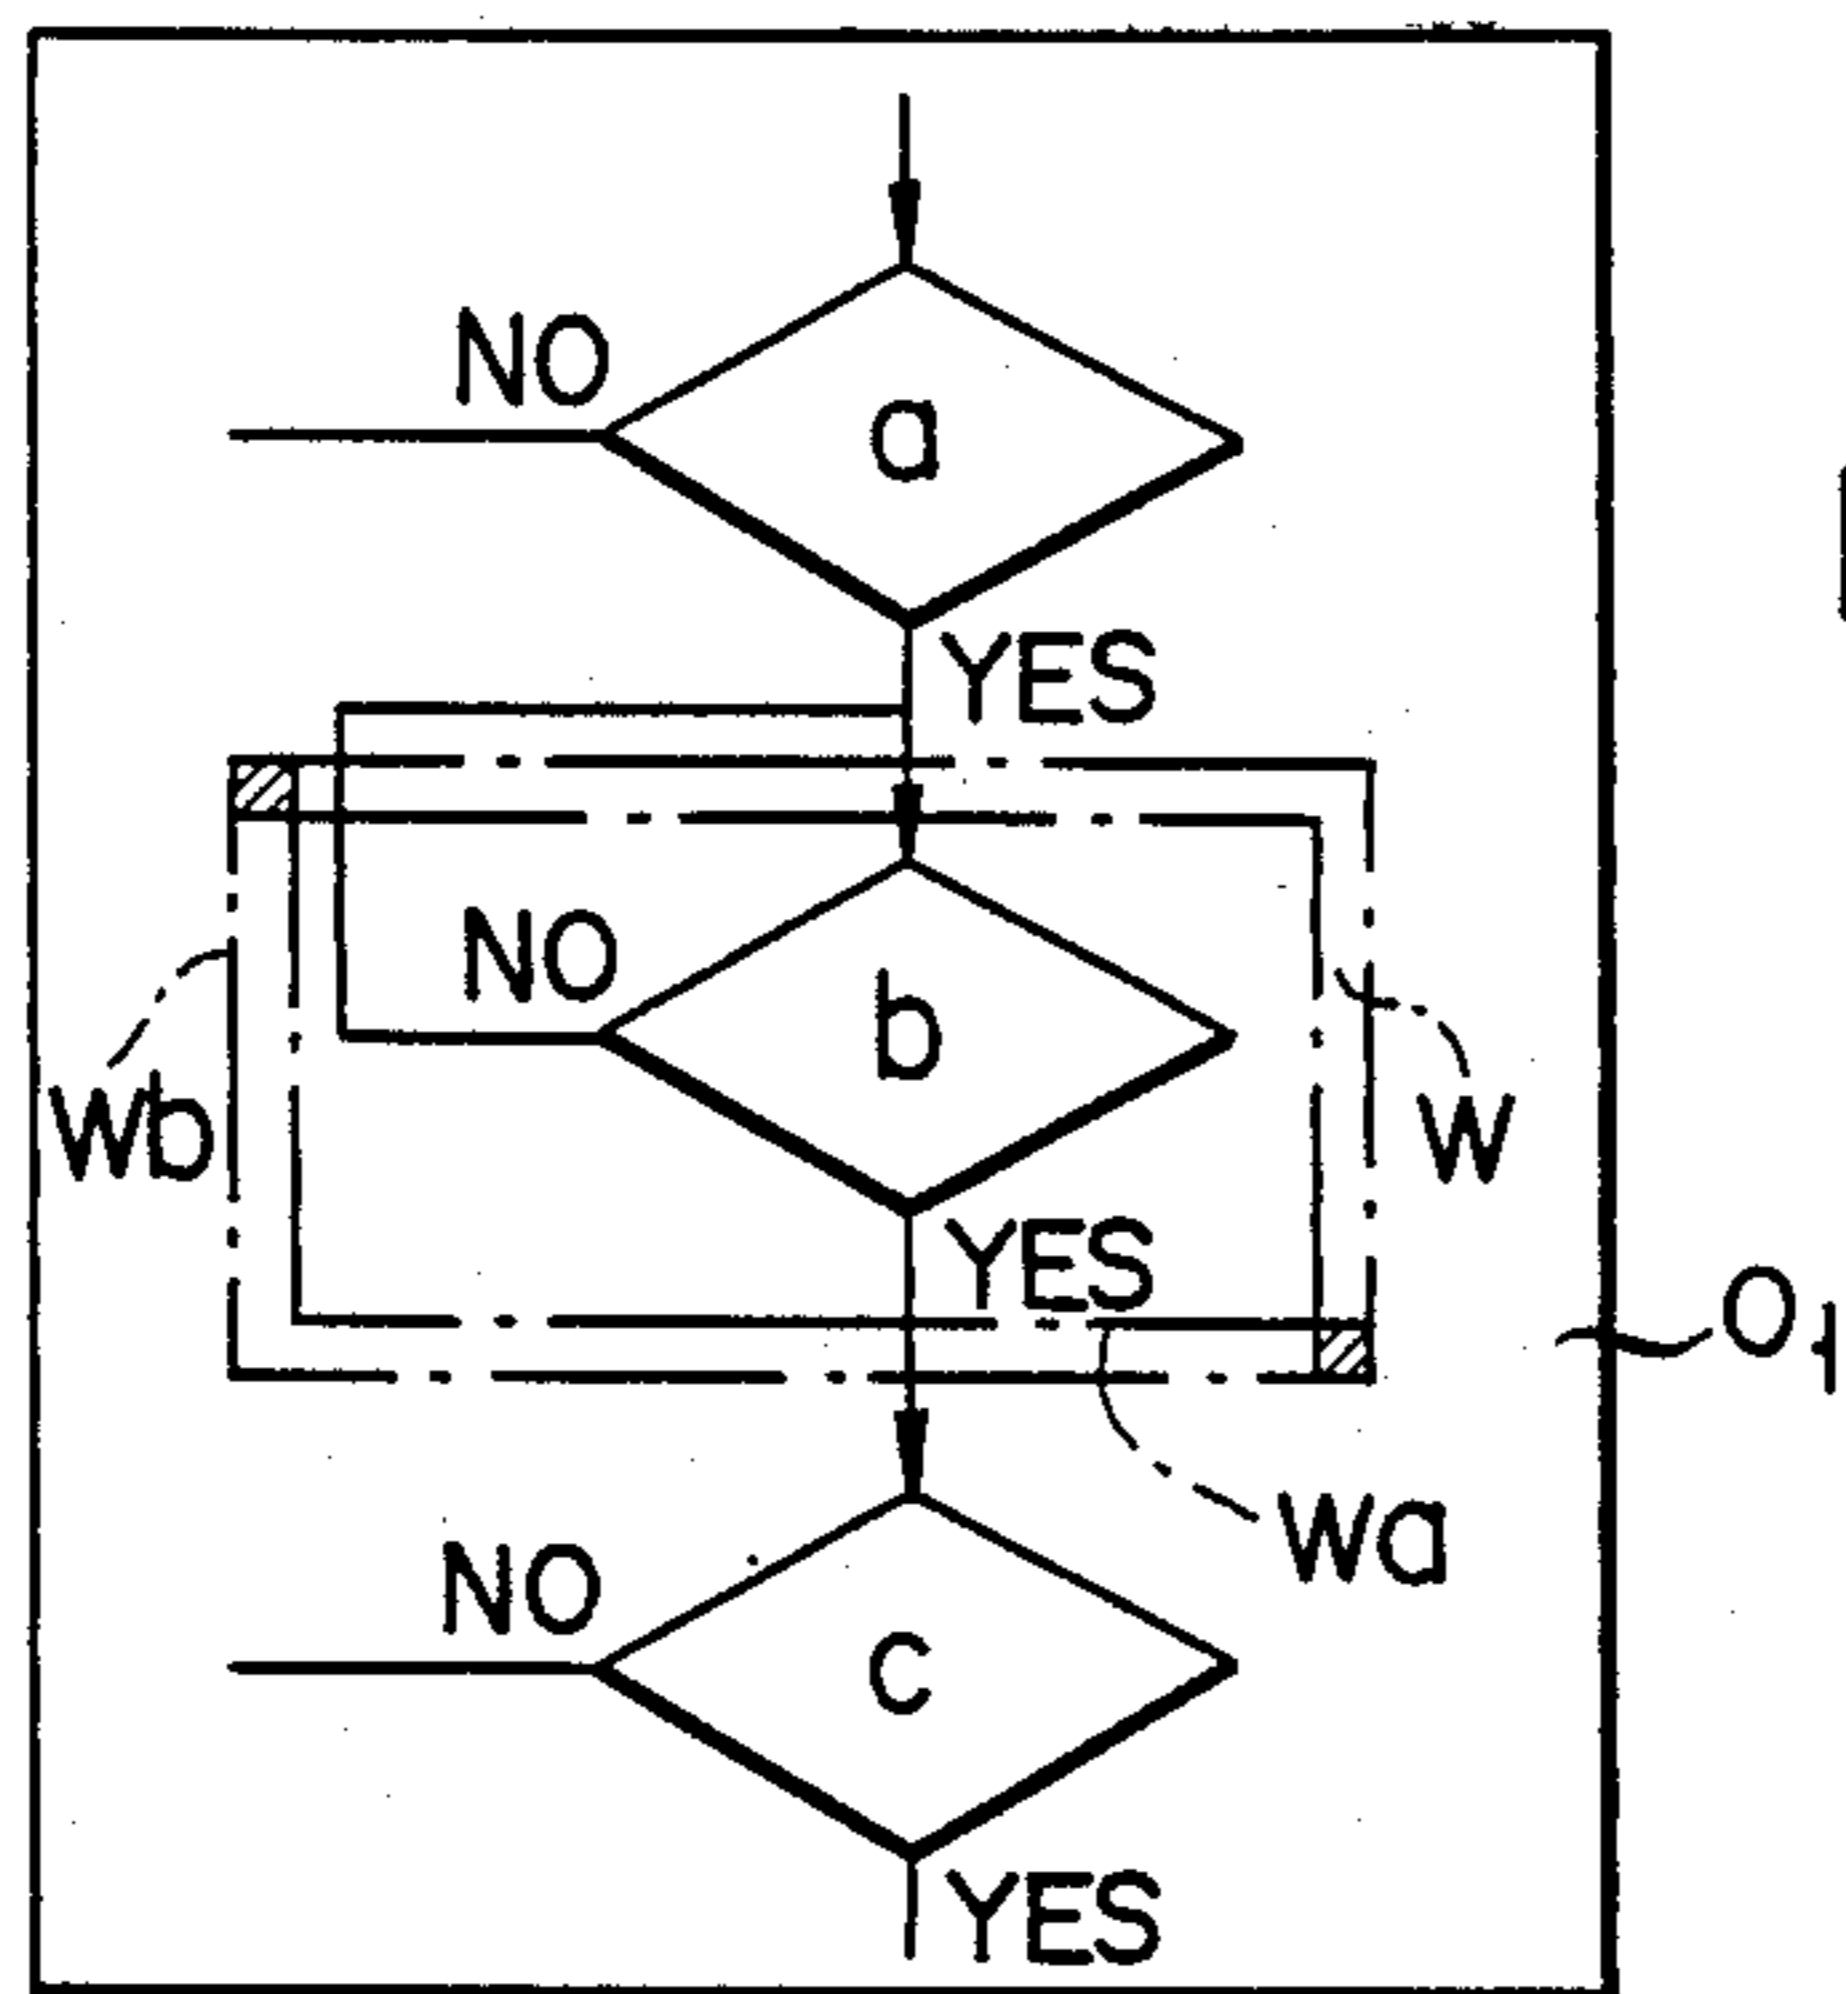 NO
a
YES
NO
b
Wb
W
YES
O1
Wa
NO
c
YES